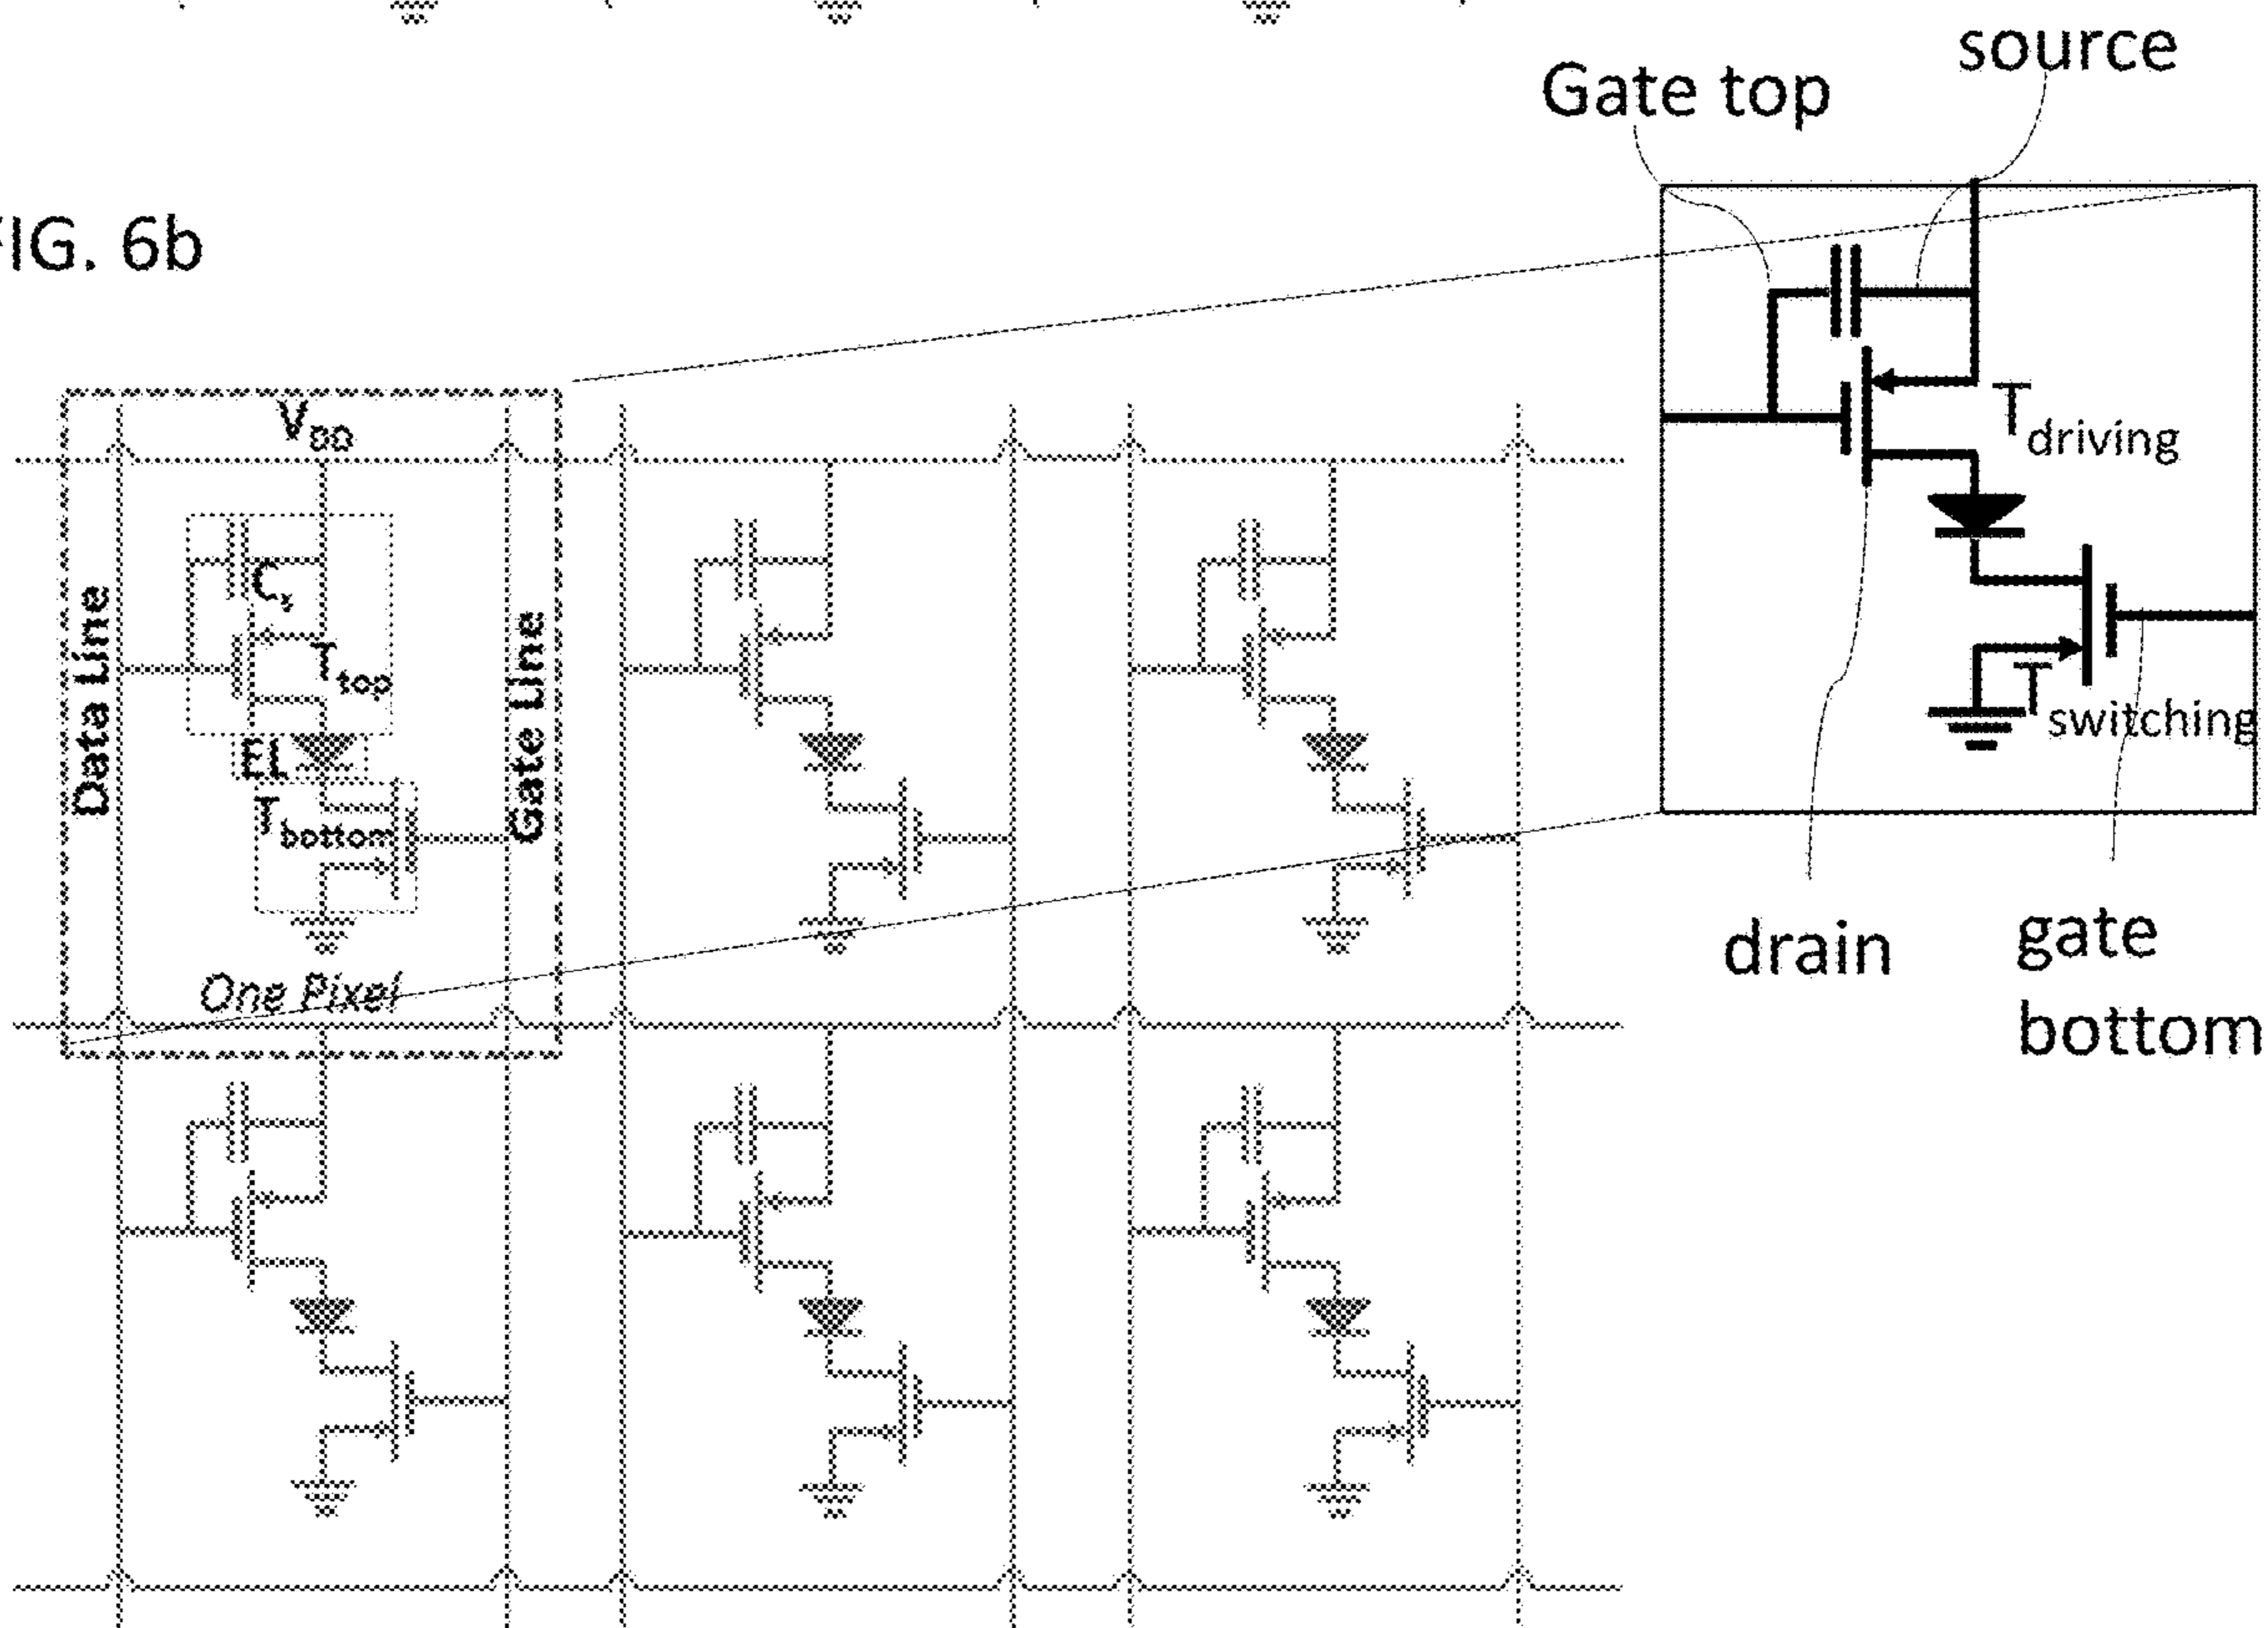 source
Gate top
FIG. 6b
V_DD
T_driving
C_s
Data Line
Gate Line
T_top
T_switching
EL
T_bottom
drain
gate
bottom
One Pixel